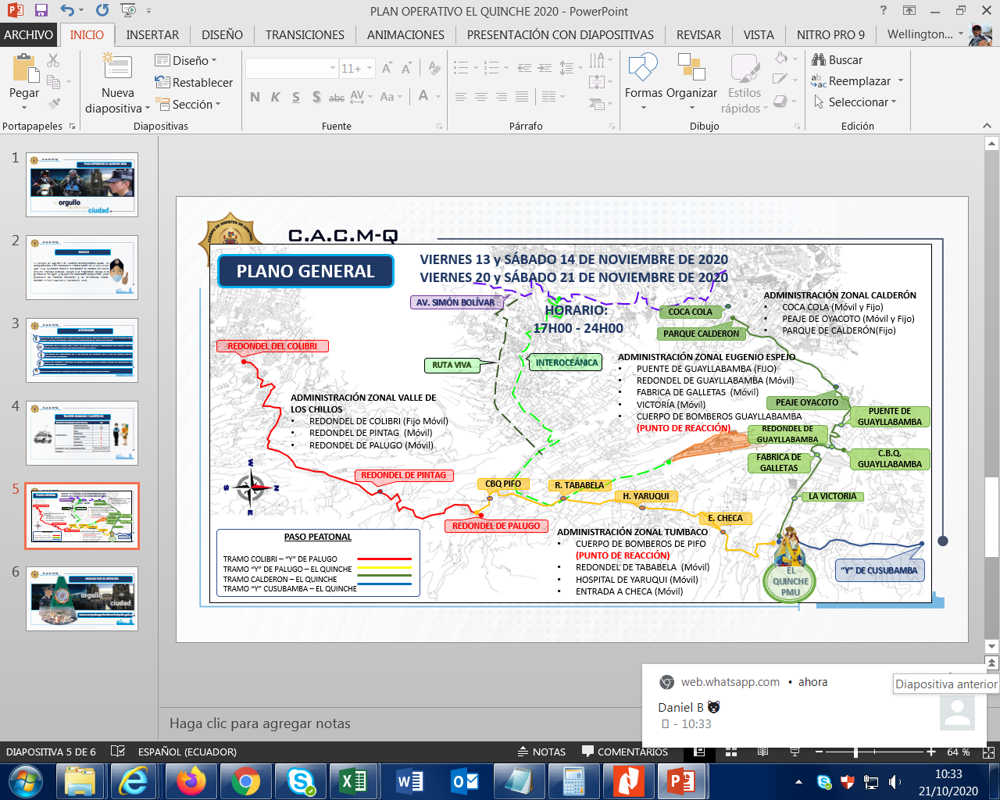 PLAN OPERATIVO EL QUINCHE 2020 - PowerPoint
ARCHIVO
INICIO
INSERTAR
DISEÑO
TRANSICIONES
ANIMACIONES
PRESENTACIÓN CON DIAPOSITIVAS
REVISAR
VISTA
NITRO PRO 9
Wellington...
Pegar
Portapapeles
Nueva
diapositiva
Diseño
Restablecer
Sección
Diapositivas
11+
N K S S abc AV Aa A
Fuente
Párrafo
Formas
Organizar
Estilos
rápidos
Dibujo
Buscar
Reemplazar
Seleccionar
Edición
1
PLAN OPERATIVO EL QUINCHE 2020
orgullo
ciudad
2
MISIÓN
3
ACTIVIDADES
4
5
PLANO GENERAL
6
GRACIAS POR SU ATENCIÓN
orgullo
ciudad
C.A.C.M-Q
PLANO GENERAL
VIERNES 13 y SÁBADO 14 DE NOVIEMBRE DE 2020
VIERNES 20 y SÁBADO 21 DE NOVIEMBRE DE 2020
HORARIO:
17H00 - 24H00
AV. SIMÓN BOLÍVAR
COCA COLA
PARQUE CALDERON
ADMINISTRACIÓN ZONAL CALDERÓN
• COCA COLA (Móvil y Fijo)
• PEAJE DE OYACOTO (Móvil y Fijo)
• PARQUE DE CALDERÓN(Fijo)
REDONDEL DEL COLIBRI
RUTA VIVA
INTEROCEÁNICA
ADMINISTRACIÓN ZONAL EUGENIO ESPEJO
• PUENTE DE GUAYLLABAMBA (FIJO)
• REDONDEL DE GUAYLLABAMBA (Móvil)
• FABRICA DE GALLETAS (Móvil)
• VICTORÍA (Móvil)
• CUERPO DE BOMBEROS GUAYLLABAMBA
(PUNTO DE REACCIÓN)
ADMINISTRACIÓN ZONAL VALLE DE
LOS CHILLOS
• REDONDEL DE COLIBRI (Fijo Móvil)
• REDONDEL DE PINTAG (Móvil)
• REDONDEL DE PALUGO (Móvil)
PEAJE OYACOTO
PUENTE DE
GUAYLLABAMBA
REDONDEL DE
GUAYLLABAMBA
FABRICA DE
GALLETAS
C.B.Q.
GUAYLLABAMBA
LA VICTORIA
W
S
N
E
REDONDEL DE PINTAG
CBQ PIFO
R. TABABELA
H. YARUQUI
E. CHECA
REDONDEL DE PALUGO
ADMINISTRACIÓN ZONAL TUMBACO
• CUERPO DE BOMBEROS DE PIFO
(PUNTO DE REACCIÓN)
• REDONDEL DE TABABELA (Móvil)
• HOSPITAL DE YARUQUI (Móvil)
• ENTRADA A CHECA (Móvil)
EL
QUINCHE
PMU
"Y" DE CUSUBAMBA
PASO PEATONAL
TRAMO COLIBRI – "Y" DE PALUGO
TRAMO "Y" DE PALUGO – EL QUINCHE
TRAMO CALDERON – EL QUINCHE
TRAMO "Y" CUSUBAMBA – EL QUINCHE
web.whatsapp.com • ahora
Daniel B
- 10:33
Diapositiva anterior
Haga clic para agregar notas
DIAPOSITIVA 5 DE 6
ESPAÑOL (ECUADOR)
NOTAS
COMENTARIOS
64 %
10:33
21/10/2020